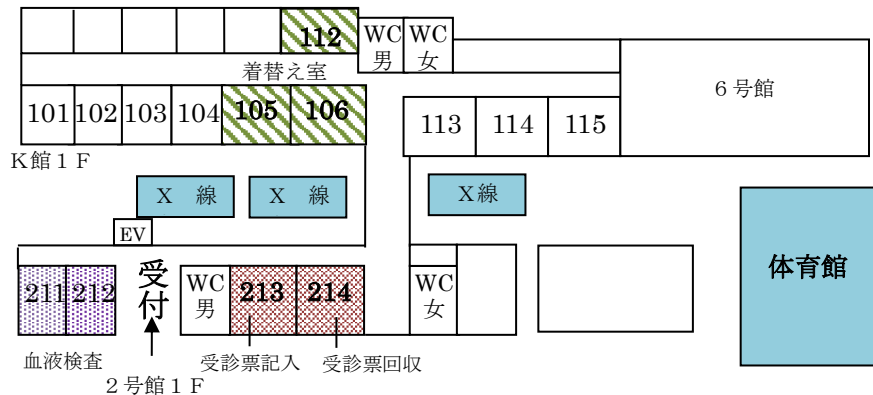 112
WC
男
WC
女
着替え室
6号館
101
102
103
104
105
106
113
114
115
K館1F
X 線
X 線
X線
EV
体育館
211
212
受付
WC
男
213
214
WC
女
血液検査
受診票記入
受診票回収
2号館1F